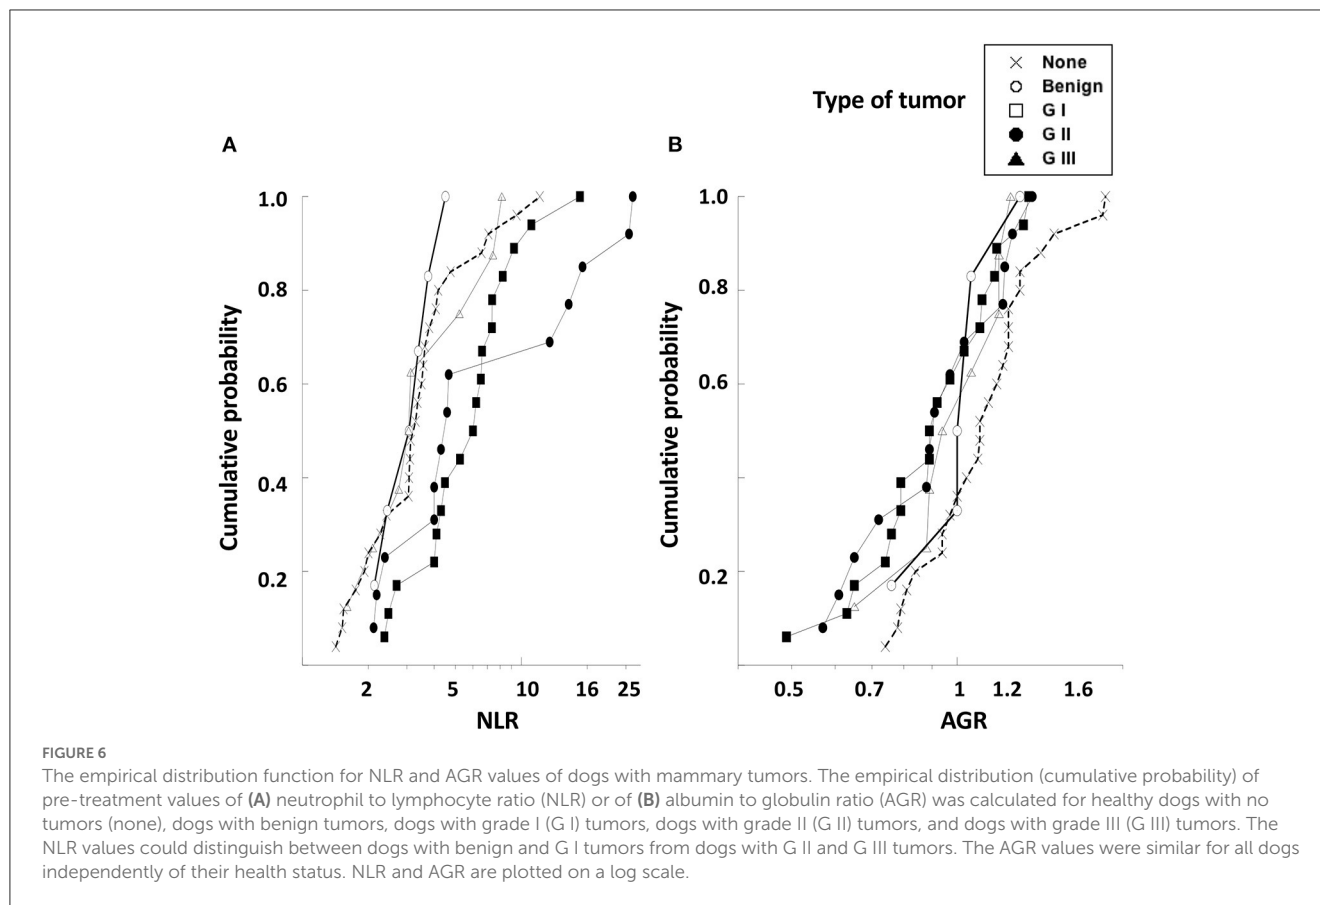 Type of tumor
None
Benign
G I
G II
G III
A
B
Cumulative probability
1.0
0.8
0.6
0.4
0.2
2
5
10
16
25
NLR
Cumulative probability
1.0
0.8
0.6
0.2
0.5
0.7
1
1.2
1.6
AGR
FIGURE 6
The empirical distribution function for NLR and AGR values of dogs with mammary tumors. The empirical distribution (cumulative probability) of
pre-treatment values of (A) neutrophil to lymphocyte ratio (NLR) or of (B) albumin to globulin ratio (AGR) was calculated for healthy dogs with no
tumors (none), dogs with benign tumors, dogs with grade I (G I) tumors, dogs with grade II (G II) tumors, and dogs with grade III (G III) tumors. The
NLR values could distinguish between dogs with benign and G I tumors from dogs with G II and G III tumors. The AGR values were similar for all dogs
independently of their health status. NLR and AGR are plotted on a log scale.